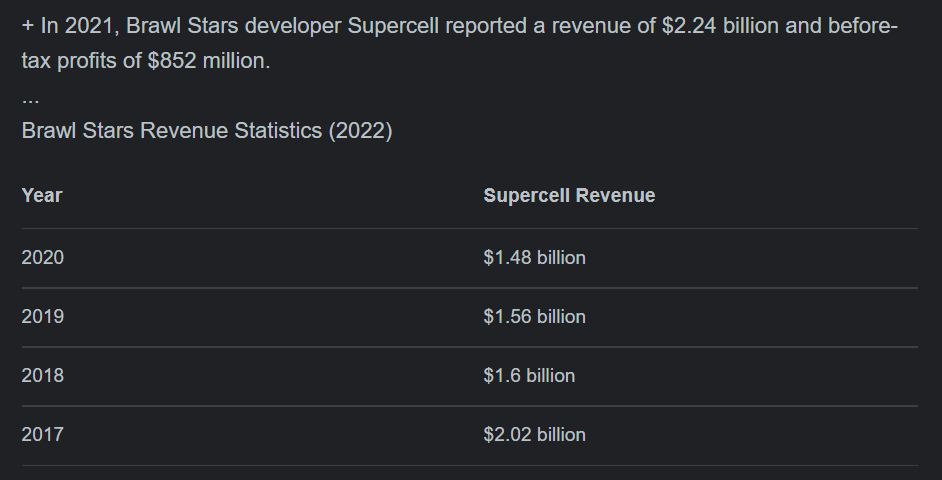 + In 2021, Brawl Stars developer Supercell reported a revenue of $2.24 billion and before-
tax profits of $852 million.
...
Brawl Stars Revenue Statistics (2022)
Year Supercell Revenue
2020 $1.48 billion
2019 $1.56 billion
2018 $1.6 billion
2017 $2.02 billion